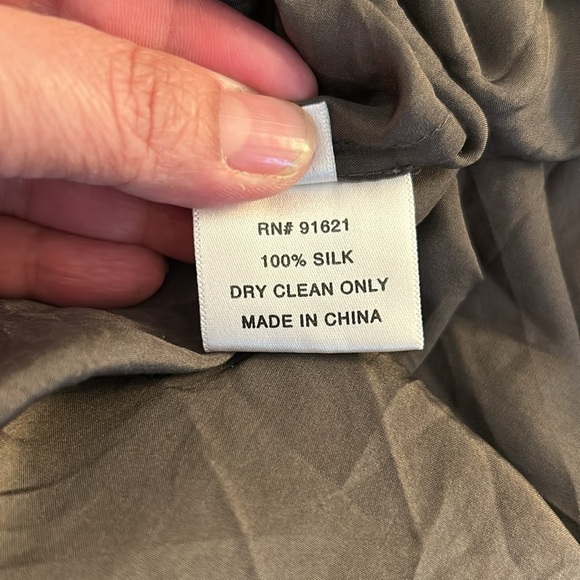 RN# 91621
100% SILK
DRY CLEAN ONLY
MADE IN CHINA